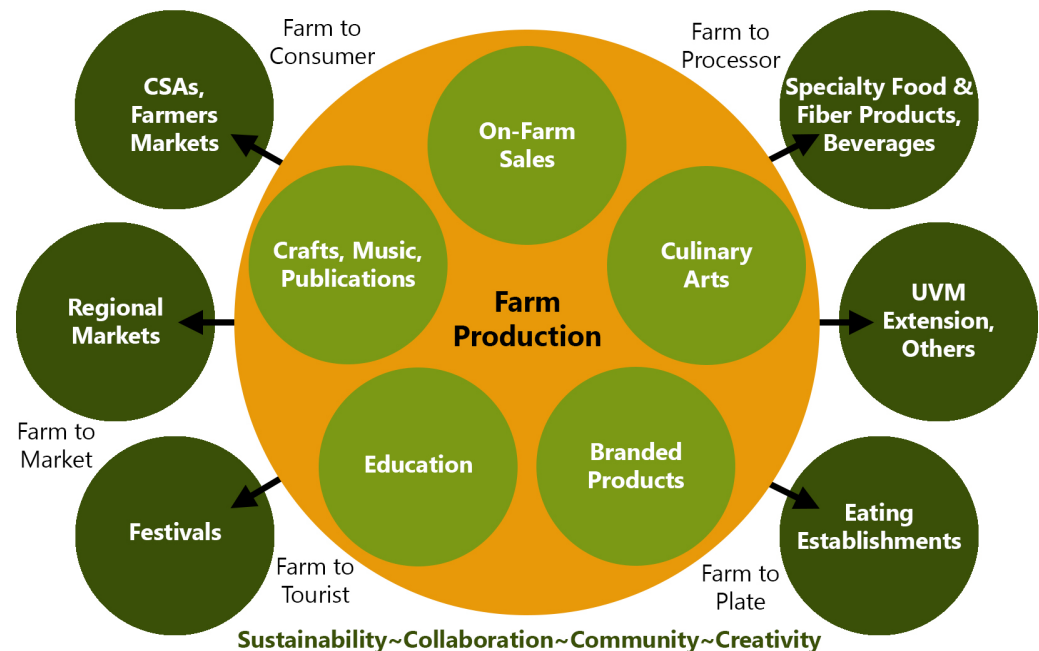 Farm to
Consumer
Farm to
Processor
CSAs,
Farmers
Markets
On-Farm
Sales
Specialty Food &
Fiber Products,
Beverages
Crafts, Music,
Publications
Culinary
Arts
Regional
Markets
Farm
Production
UVM
Extension,
Others
Farm to
Market
Education
Branded
Products
Festivals
Eating
Establishments
Farm to
Tourist
Farm to
Plate
Sustainability~Collaboration~Community~Creativity